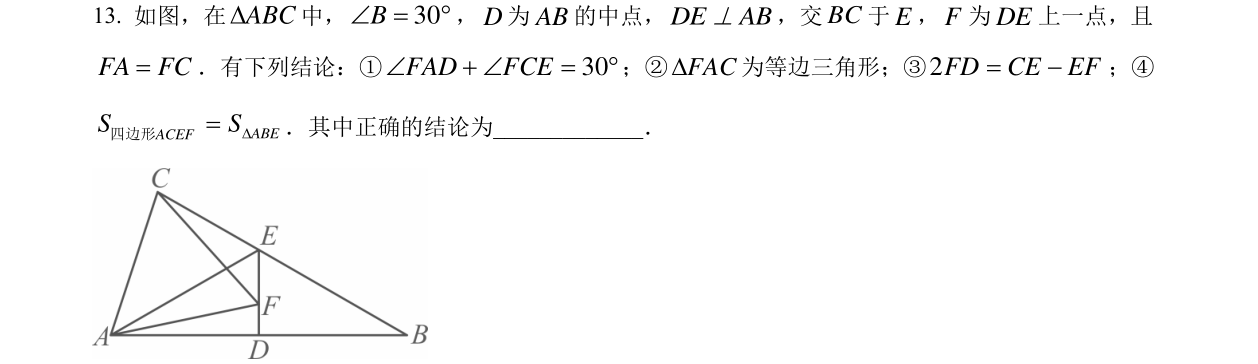 13. 如图，在ΔABC中，∠B=30°，D为AB的中点，DE⊥AB，交BC于E，F为DE上一点，且
FA=FC．有下列结论：①∠FAD+∠FCE=30°；②ΔFAC为等边三角形；③2FD=CE−EF；④
S四边形ACEF=SΔABE．其中正确的结论为____________．
C
E
F
A
B
D